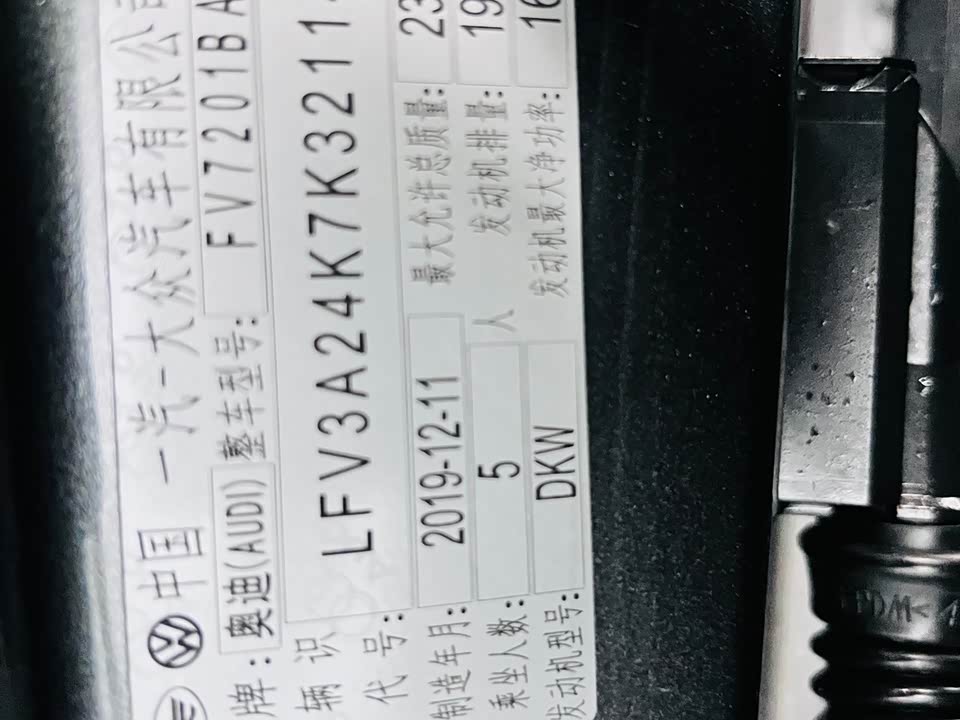 中国 一汽-大众汽车有限公司
牌: 奥迪(AUDI) 整车型号: FV7201BA
辆识 LFV3A24K7K3211
代号:
制造年月: 2019-12-11 最大允许总质量: 23
乘坐人数: 5 人 发动机排量: 19
发动机型号: DKW 发动机最大净功率: 16